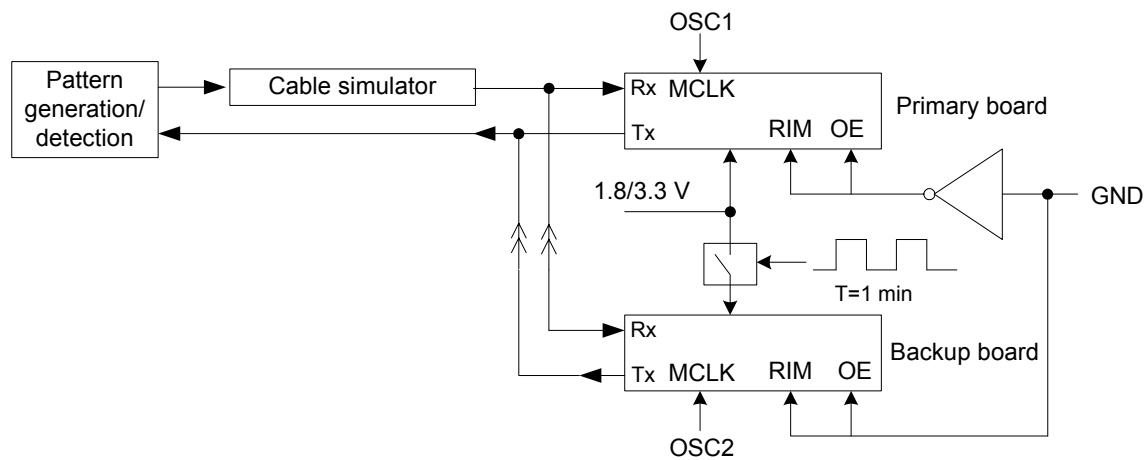 OSC1
Pattern
generation/
detection
Cable simulator
Rx MCLK
Tx
RIM OE
Primary board
1.8/3.3 V
GND
T=1 min
Rx
Tx MCLK RIM OE
Backup board
OSC2